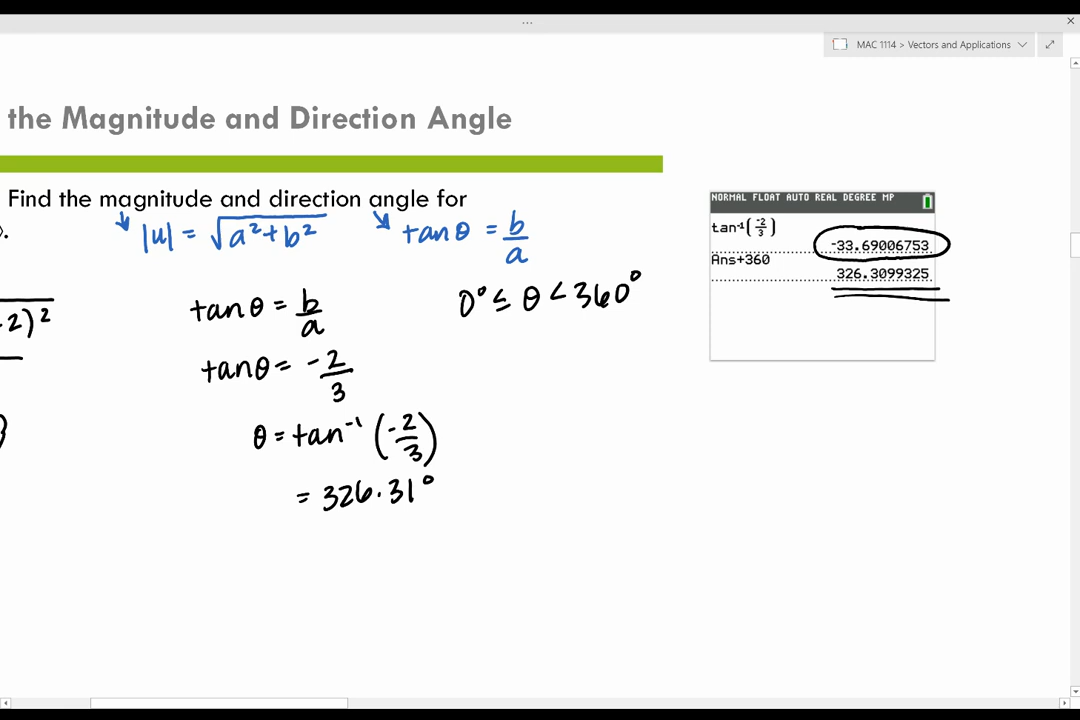 MAC 1114 > Vectors and Applications
the Magnitude and Direction Angle
Find the magnitude and direction angle for
).
|u| = √a²+b²
tanθ = b/a
-2)²
tanθ = b/a
0° ≤ θ < 360°
tanθ = -2/3
θ = tan⁻¹ (-2/3)
= 326.31°
NORMAL FLOAT AUTO REAL DEGREE MP
tan⁻¹(-2/3)
-33.69006753
Ans+360
326.3099325